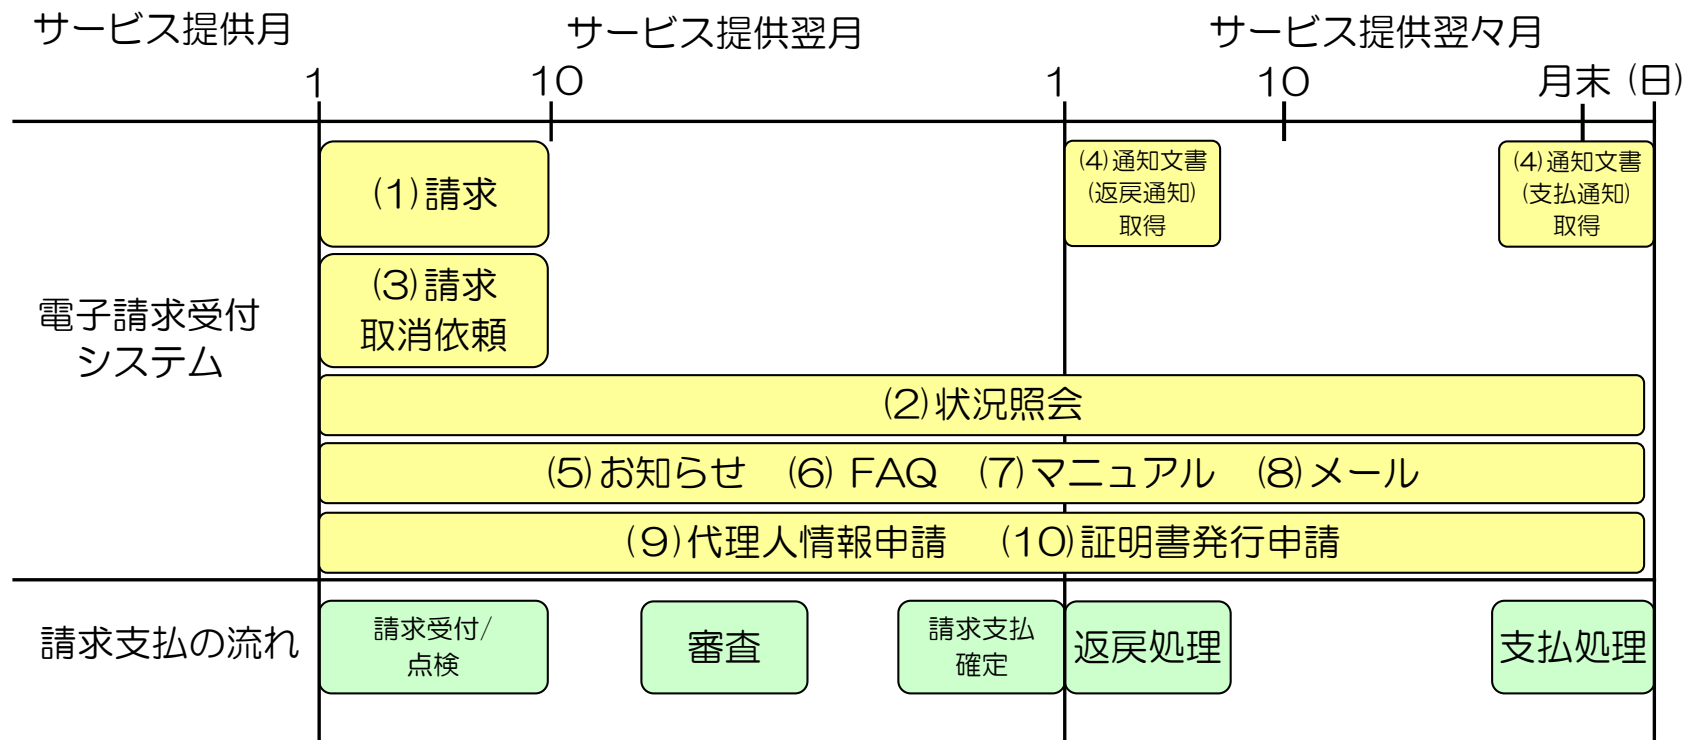 サービス提供月
サービス提供翌月
サービス提供翌々月
1
10
1
10
月末 (日)
(1)請求
(4)通知文書
(返戻通知)
取得
(4)通知文書
(支払通知)
取得
(3)請求
取消依頼
電子請求受付
システム
(2)状況照会
(5)お知らせ (6) FAQ (7)マニュアル (8)メール
(9)代理人情報申請 (10)証明書発行申請
請求支払の流れ
請求受付/
点検
審査
請求支払
確定
返戻処理
支払処理